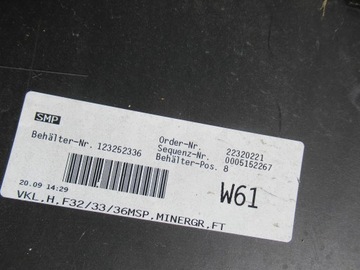 SMP
Behälter-Nr. 123252336
Order-Nr. 22320221
Sequenz-Nr. 0005152267
Behälter-Pos. 8
20.09 14:29
W61
VKL.H.F32/33/36MSP.MINERGR.FT